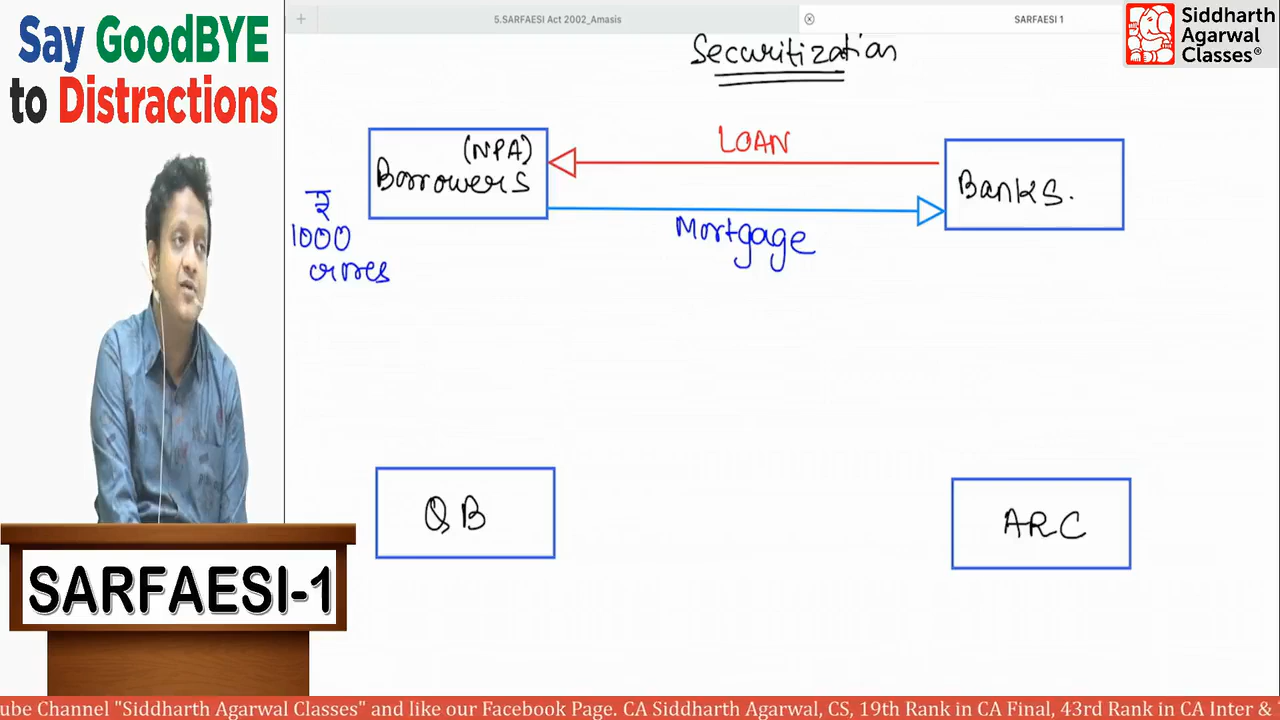 Say GoodBYE
to Distractions
5.SARFAESI Act 2002_Amasis
SARFAESI 1
Siddharth
Agarwal
Classes®
Securitization
(NPA)
Borrowers
LOAN
Banks.
Mortgage
₹
1000
crores
QB
ARC
SARFAESI-1
ube Channel "Siddharth Agarwal Classes" and like our Facebook Page. CA Siddharth Agarwal, CS, 19th Rank in CA Final, 43rd Rank in CA Inter &